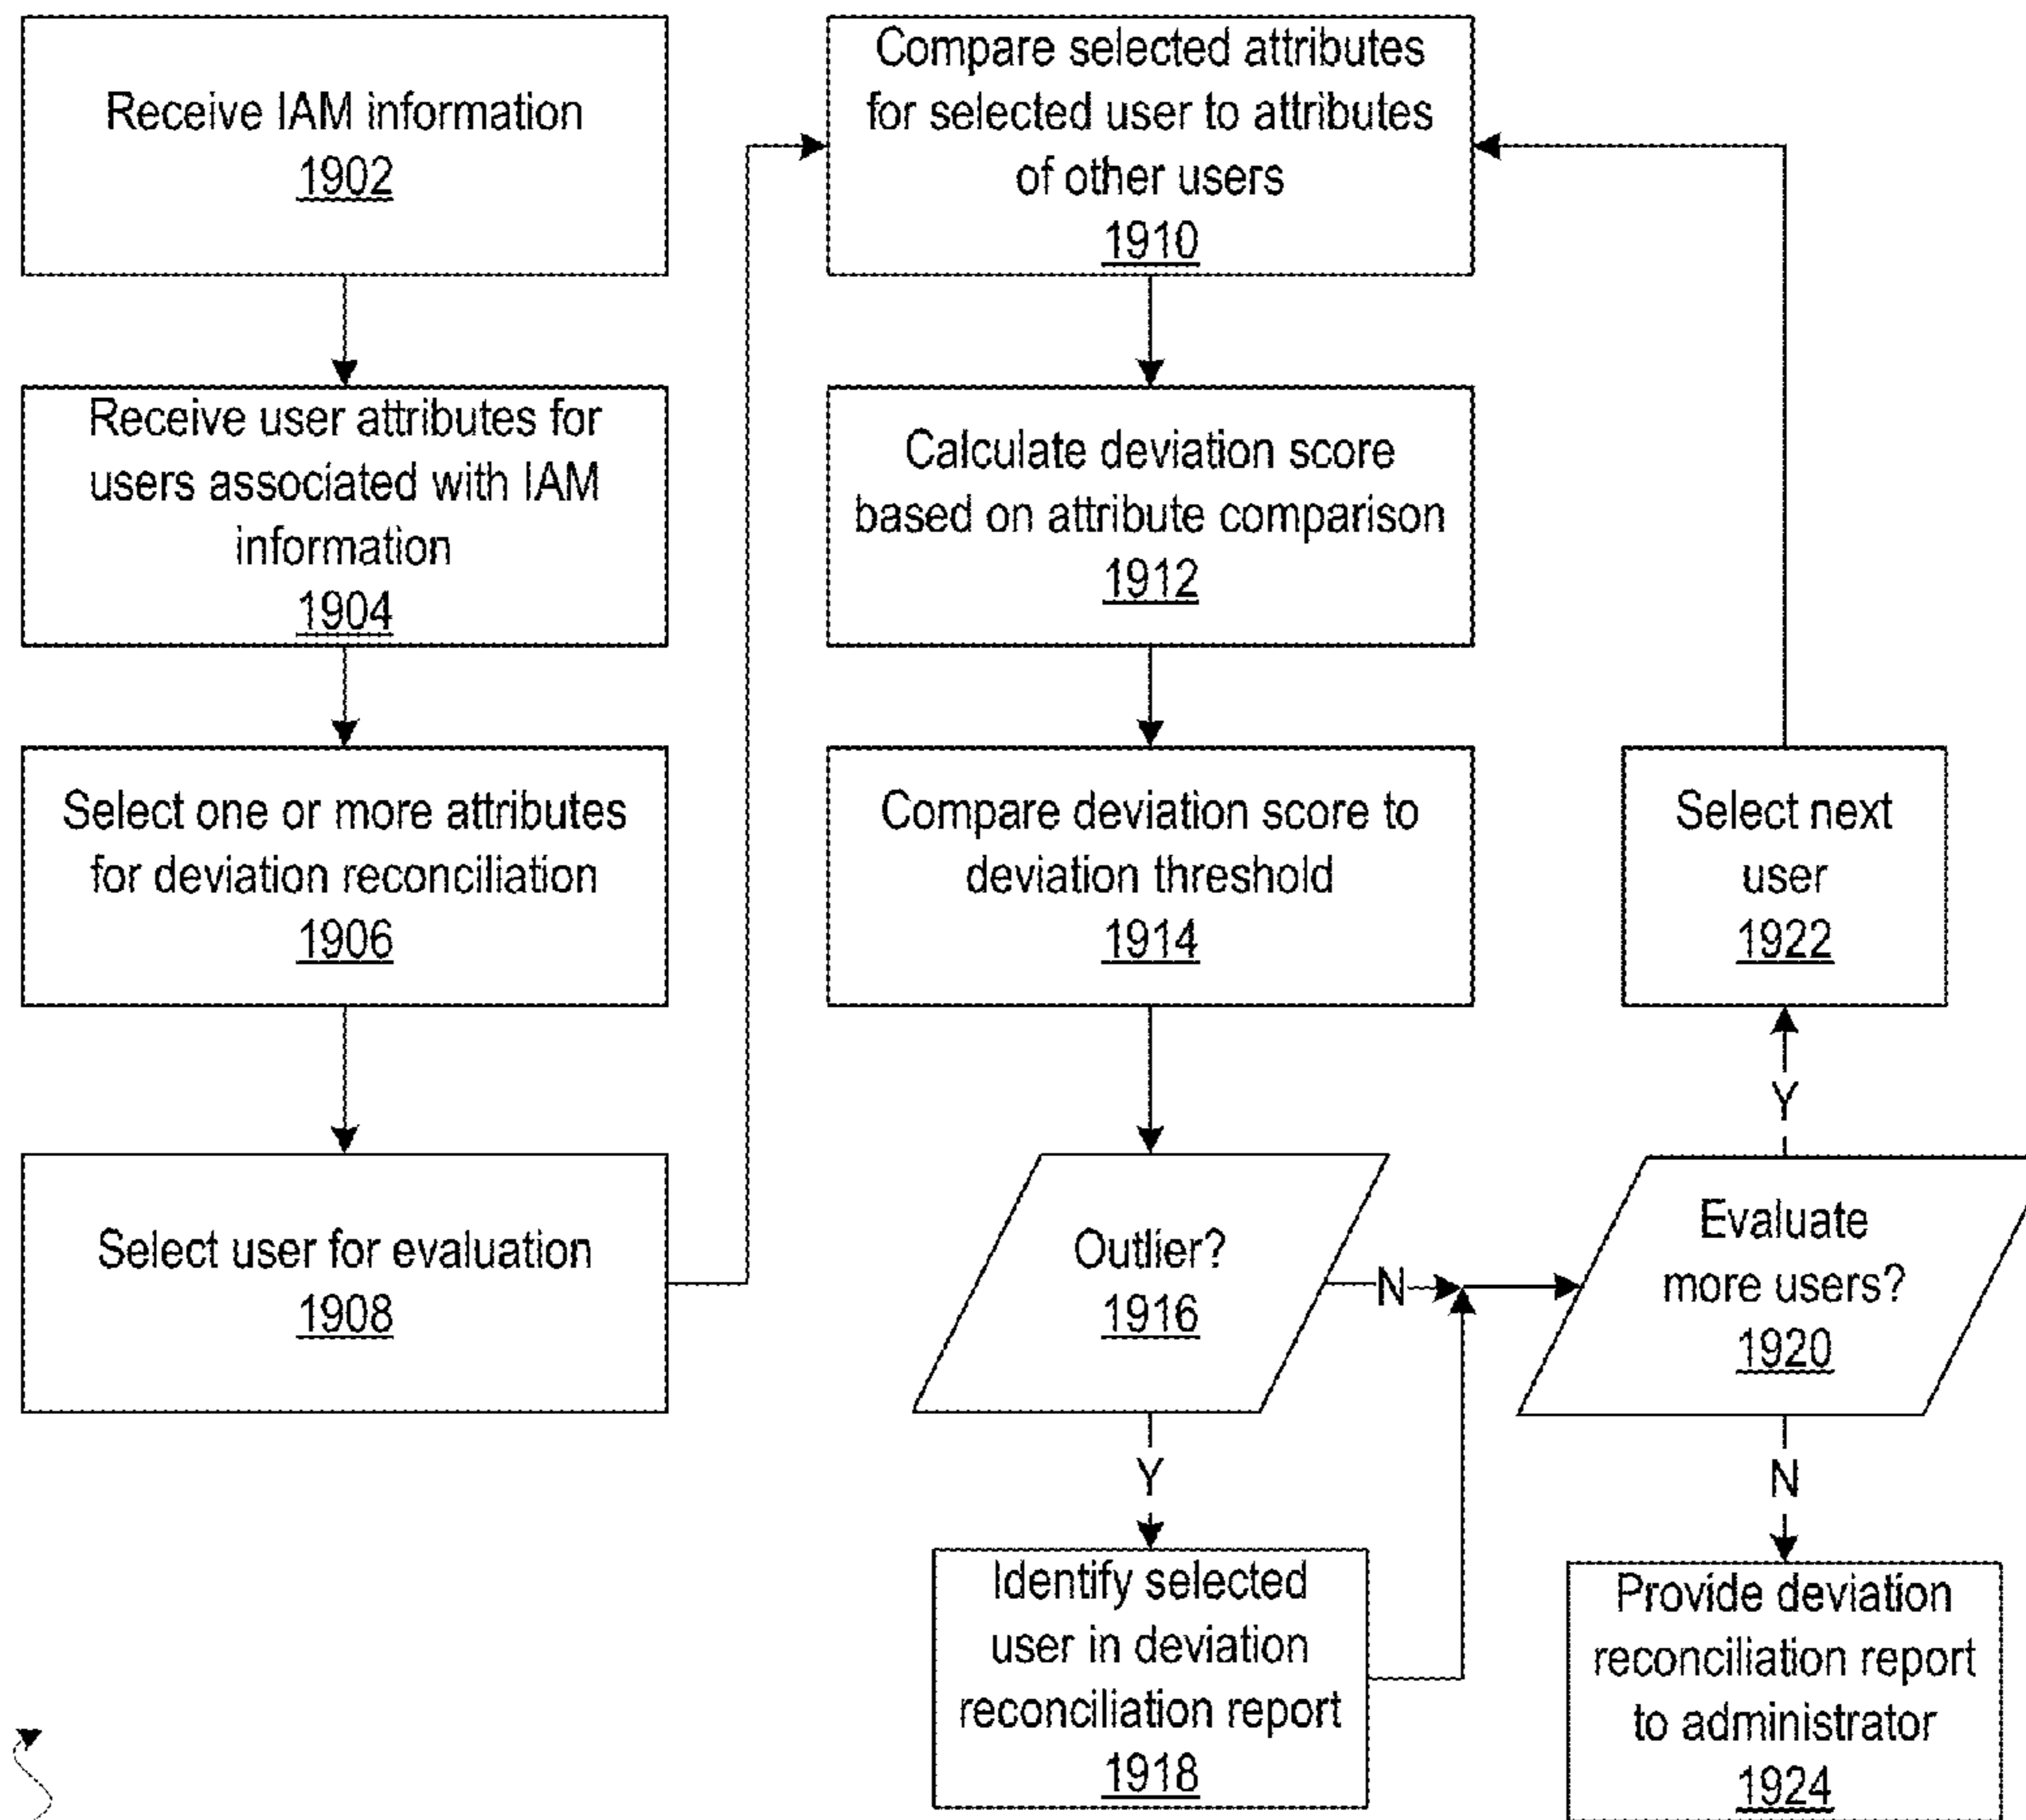 Receive IAM information
1902
Receive user attributes for
users associated with IAM
information
1904
Select one or more attributes
for deviation reconciliation
1906
Select user for evaluation
1908
Compare selected attributes
for selected user to attributes
of other users
1910
Calculate deviation score
based on attribute comparison
1912
Compare deviation score to
deviation threshold
1914
Outlier?
1916
N
Y
Identify selected
user in deviation
reconciliation report
1918
Select next
user
1922
Y
Evaluate
more users?
1920
N
Provide deviation
reconciliation report
to administrator
1924